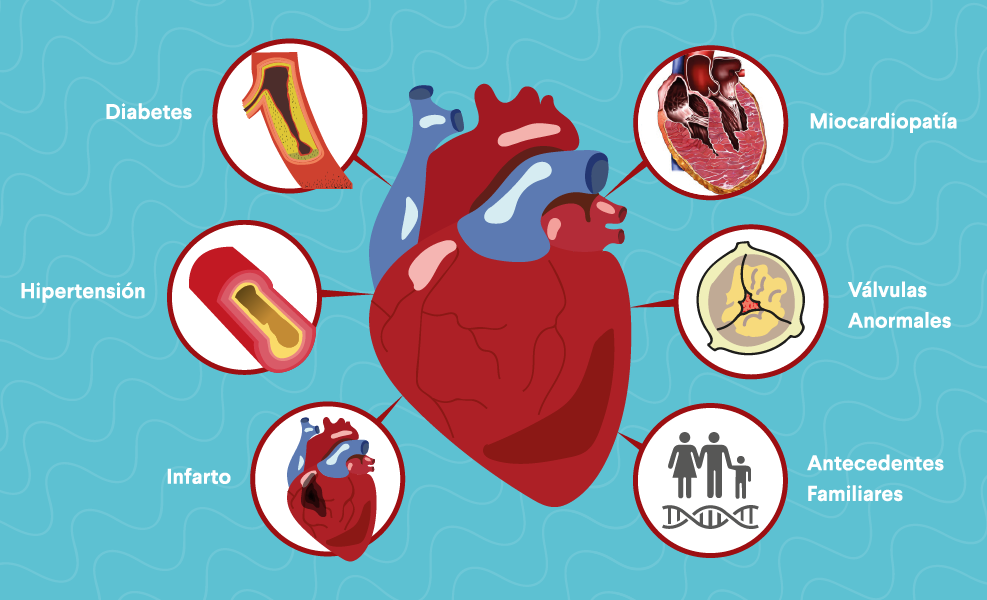 Diabetes
Hipertensión
Infarto
Miocardiopatía
Válvulas
Anormales
Antecedentes
Familiares